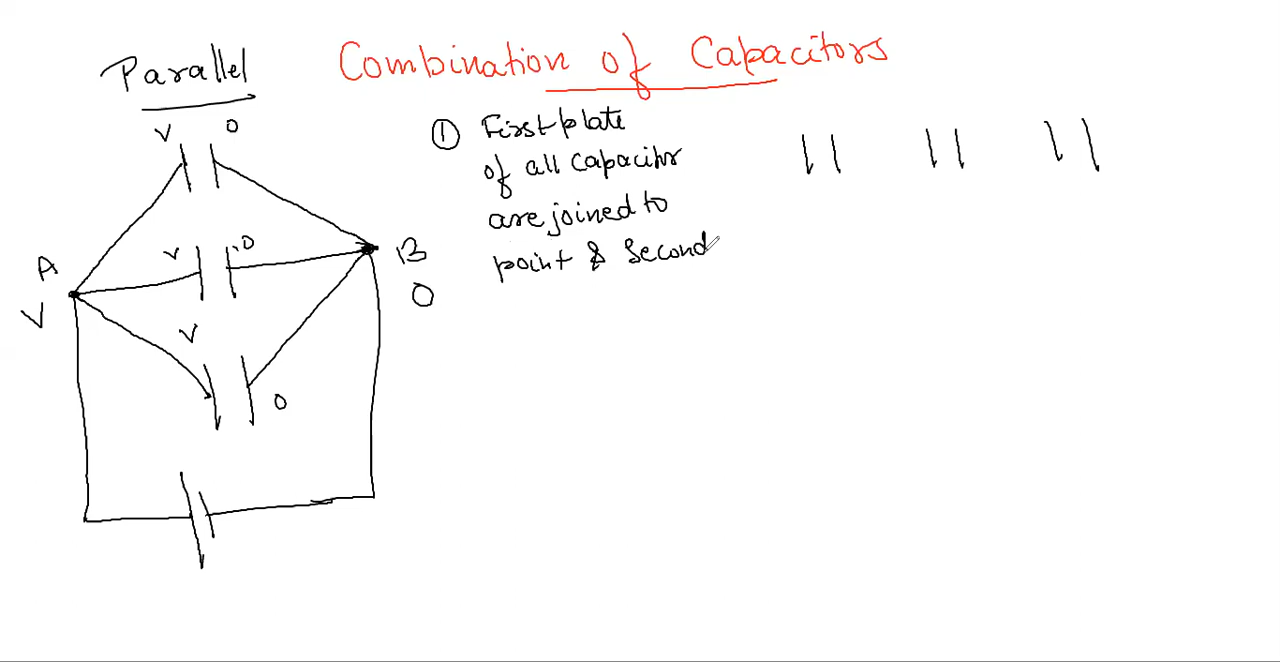 Combination of Capacitors
Parallel
V 0
① First plate
of all capacitor
are joined to
point & Second
V 0
A
B
V
0
V
0